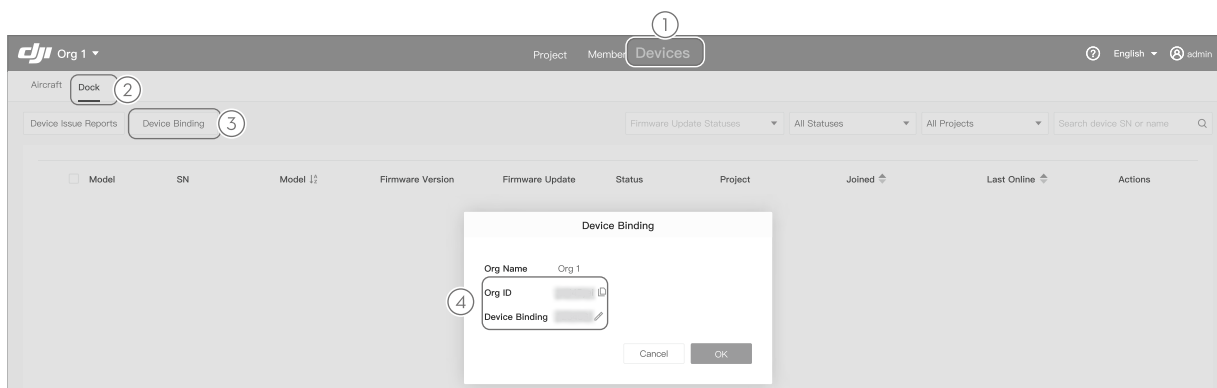 1
dji Org 1 Project Member Devices English admin
Aircraft Dock 2
Device Issue Reports Device Binding 3 Firmware Update Statuses All Statuses All Projects Search device SN or name
Model SN Model Firmware Version Firmware Update Status Project Joined Last Online Actions
Device Binding
Org Name Org 1
Org ID
4
Device Binding
Cancel OK